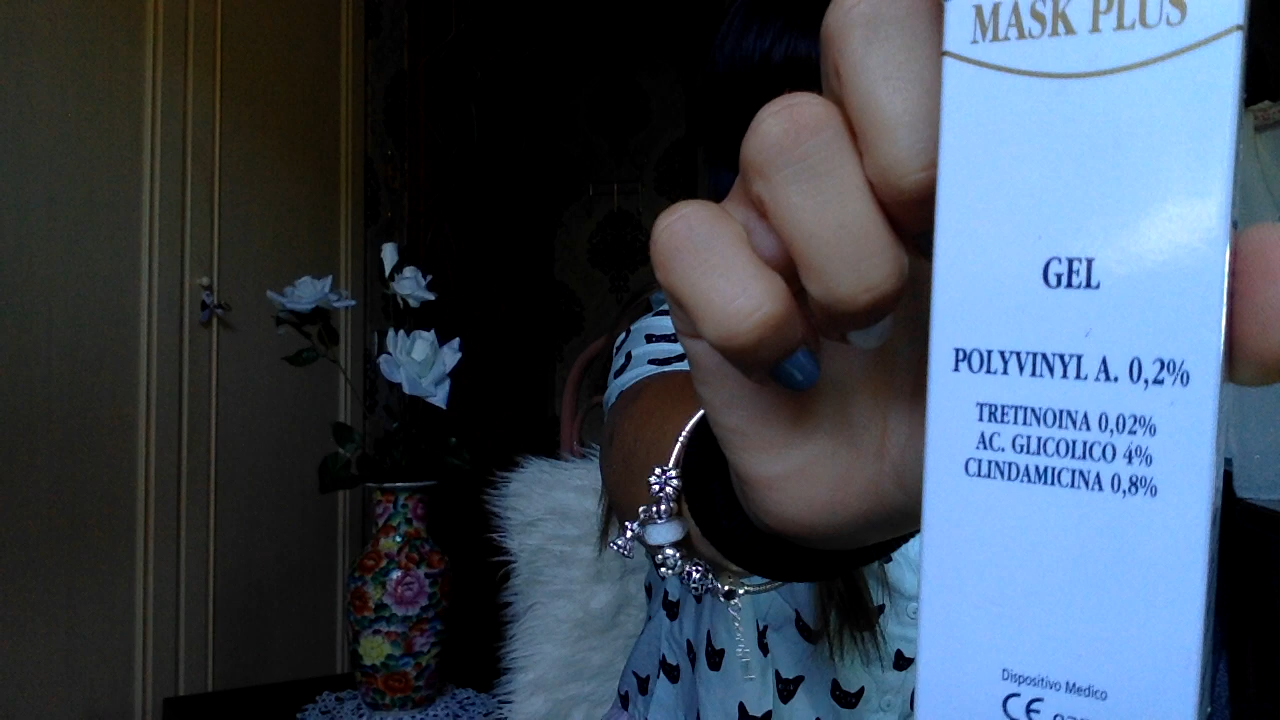 MASK PLUS
GEL
POLYVINYL A. 0,2%
TRETINOINA 0,02%
AC. GLICOLICO 4%
CLINDAMICINA 0,8%
Dispositivo Medico
CE